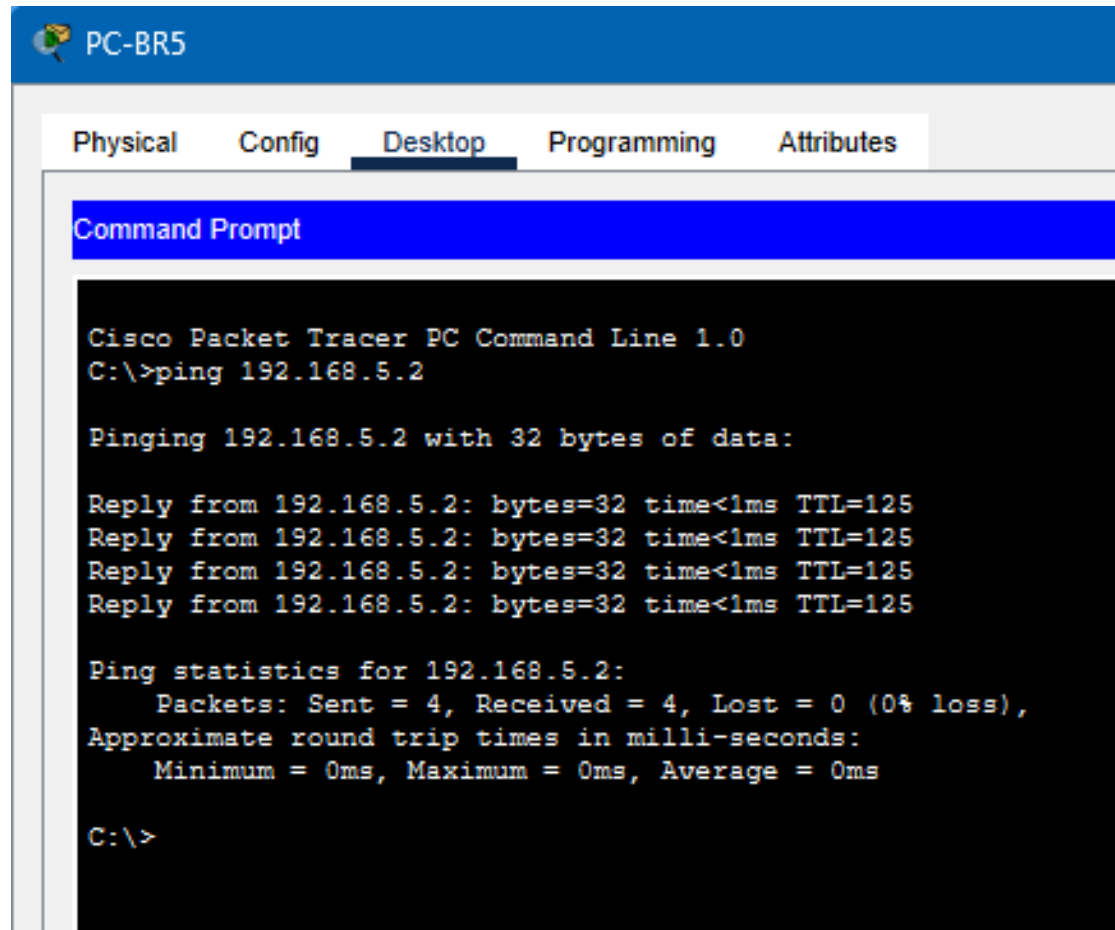 PC-BR5
Physical Config Desktop Programming Attributes
Command Prompt
Cisco Packet Tracer PC Command Line 1.0
C:\>ping 192.168.5.2
Pinging 192.168.5.2 with 32 bytes of data:
Reply from 192.168.5.2: bytes=32 time<1ms TTL=125
Reply from 192.168.5.2: bytes=32 time<1ms TTL=125
Reply from 192.168.5.2: bytes=32 time<1ms TTL=125
Reply from 192.168.5.2: bytes=32 time<1ms TTL=125
Ping statistics for 192.168.5.2:
Packets: Sent = 4, Received = 4, Lost = 0 (0% loss),
Approximate round trip times in milli-seconds:
Minimum = 0ms, Maximum = 0ms, Average = 0ms
C:\>